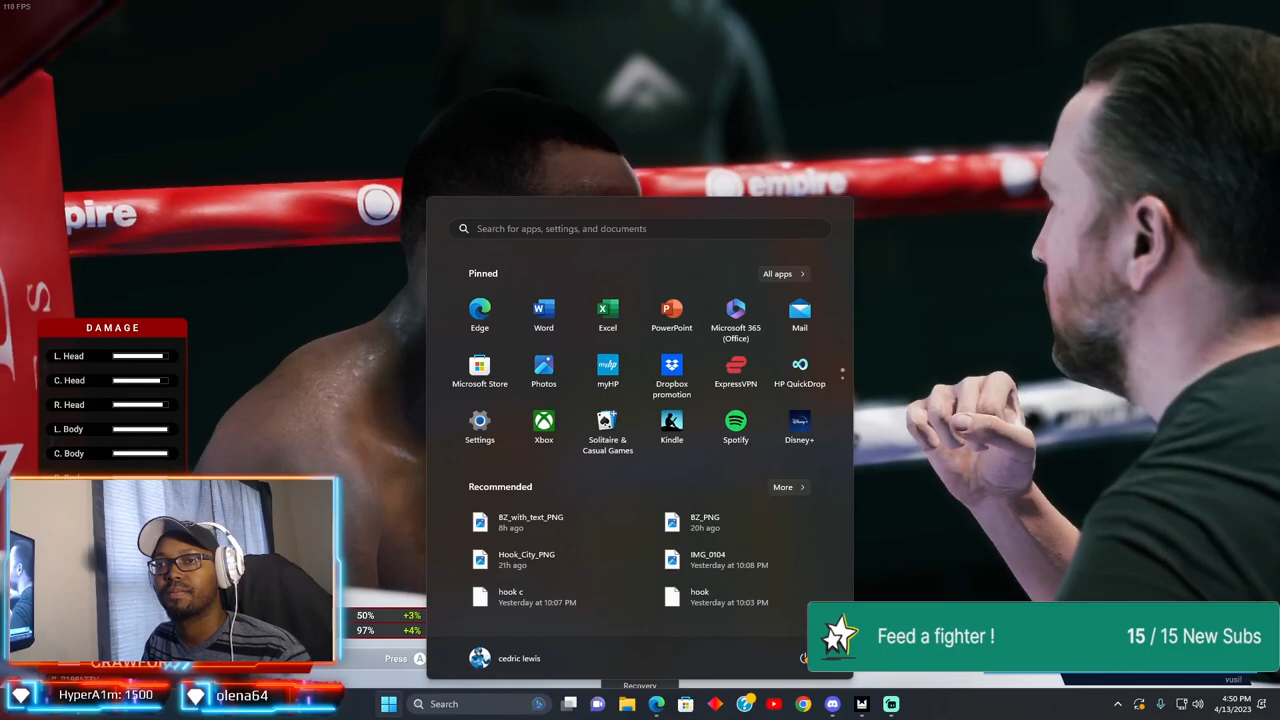 110 FPS
pire
empire
Search for apps, settings, and documents
Pinned
All apps
Edge
Word
Excel
PowerPoint
Microsoft 365
(Office)
Mail
Microsoft Store
Photos
myHP
Dropbox
promotion
ExpressVPN
HP QuickDrop
Settings
Xbox
Solitaire &
Casual Games
Kindle
Spotify
Disney+
Recommended
More
BZ_with_text_PNG
8h ago
BZ_PNG
20h ago
Hook_City_PNG
21h ago
IMG_0104
Yesterday at 10:08 PM
hook c
Yesterday at 10:07 PM
hook
Yesterday at 10:03 PM
cedric lewis
DAMAGE
L. Head
C. Head
R. Head
L. Body
C. Body
50% +3%
97% +4%
Press A
CRAWFOR
Recovery
Feed a fighter !
15 / 15 New Subs
vusil
HyperA1m: 1500
olena64
Search
4:50 PM
4/13/2023